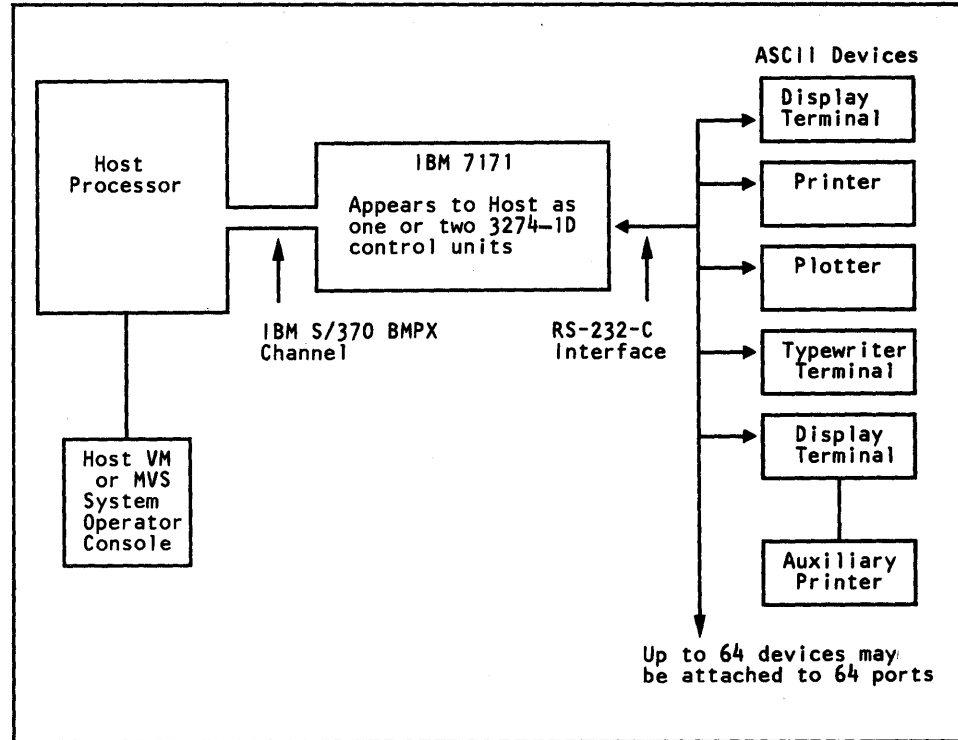 ASCII Devices
Display
Terminal
Host
Processor
IBM 7171
Appears to Host as
one or two 3274-1D
control units
Printer
Plotter
IBM S/370 BMPX
Channel
RS-232-C
Interface
Typewriter
Terminal
Display
Terminal
Host VM
or MVS
System
Operator
Console
Auxiliary
Printer
Up to 64 devices may
be attached to 64 ports